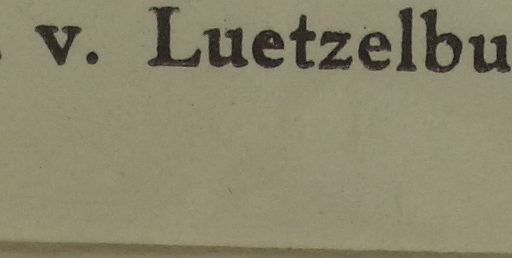 . v. Luetzelbu